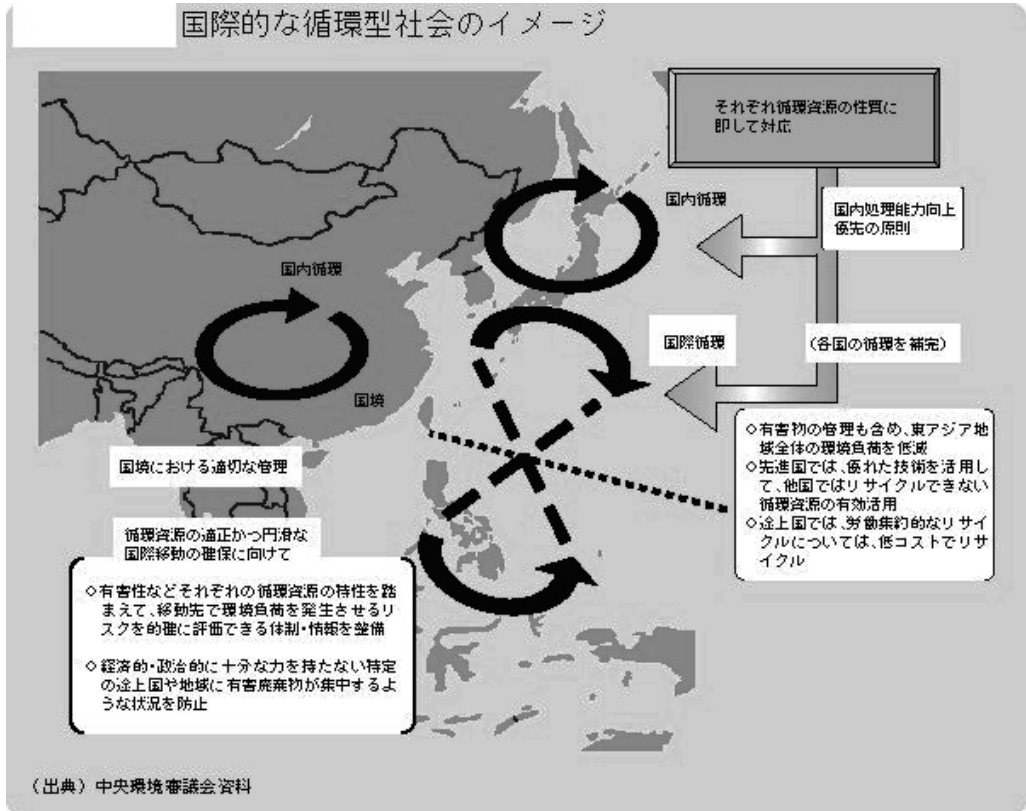 国際的な循環型社会のイメージ
それぞれ循環資源の性質に
即して対応
国内循環
国内処理能力向上
優先の原則
国内循環
国際循環
（各国の循環を補完）
国境
○有害物の管理も含め、東アジア地
域全体の環境負荷を低減
○先進国では、優れた技術を活用し
て、他国ではリサイクルできない
循環資源の有効活用
○途上国では、労働集約的なリサイ
クルについては、低コストでリサ
イクル
国境における適切な管理
循環資源の適正かつ円滑な
国際移動の確保に向けて
○有害性などそれぞれの循環資源の特性を踏
まえて、移動先で環境負荷を発生させるリ
スクを的確に評価できる体制・情報を整備
○経済的・政治的に十分な力を持たない特定
の途上国や地域に有害廃棄物が集中するよ
うな状況を防止
（出典）中央環境審議会資料